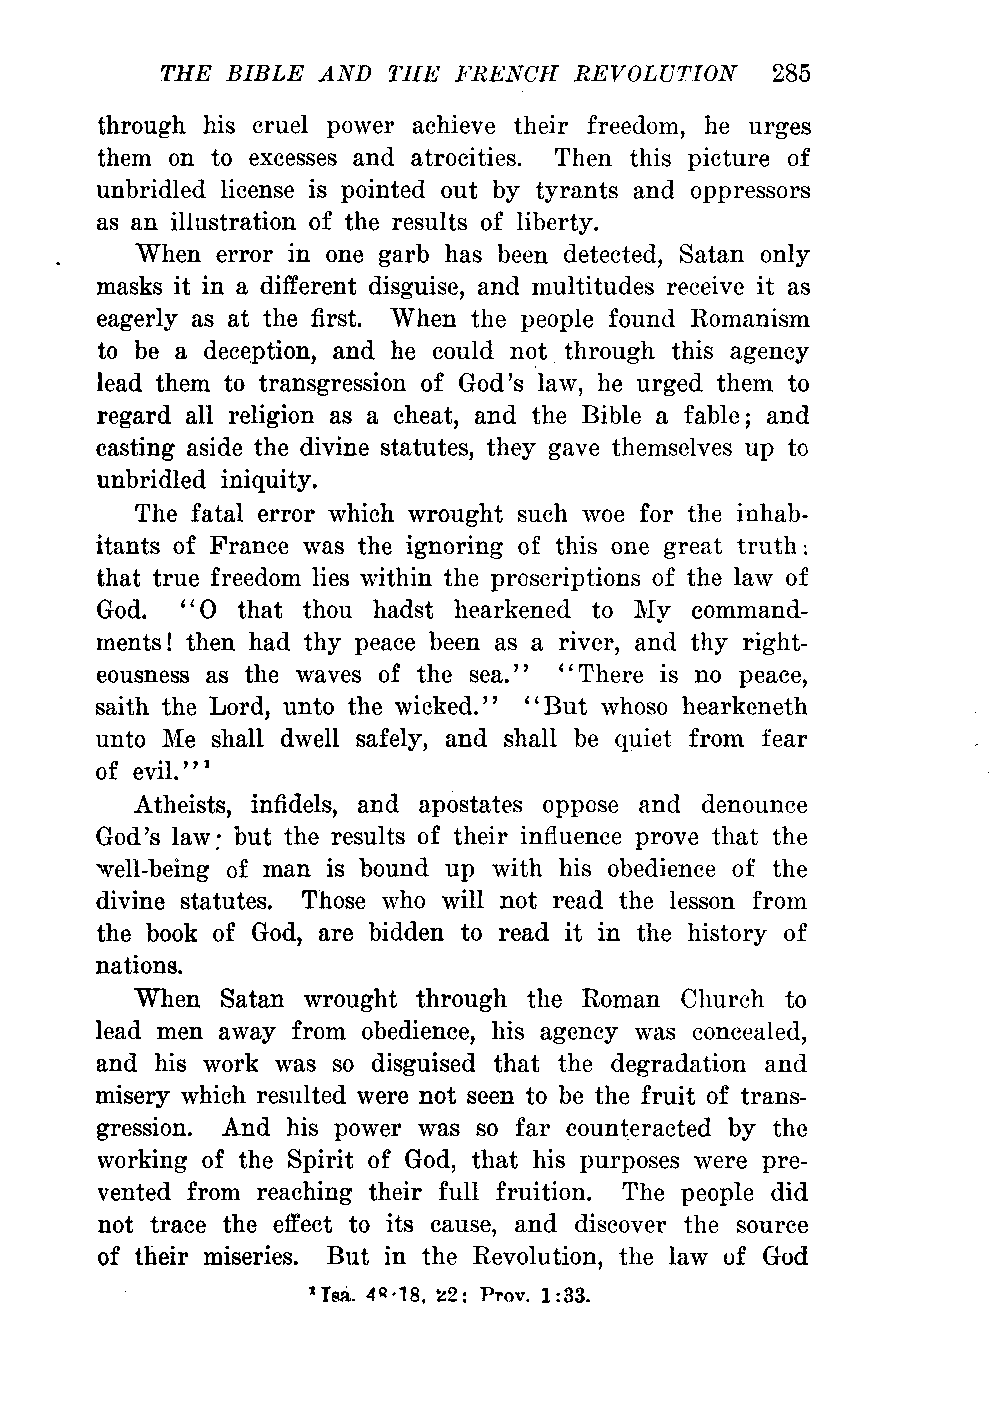 THE BIBLE AND THE FRENCH REVOLUTION 285
through his cruel power achieve their freedom, he urges
them on to excesses and atrocities. Then this picture of
unbridled license is pointed out by tyrants and oppressors
as an illustration of the results of liberty.
When error in one garb has been detected, Satan only
masks it in a different disguise, and multitudes receive it as
eagerly as at the first. When the people found Romanism
to be a deception, and he could not through this agency
lead them to transgression of God's law, he urged them to
regard all religion as a cheat, and the Bible a fable; and
casting aside the divine statutes, they gave themselves up to
unbridled iniquity.
The fatal error which wrought such woe for the inhab-
itants of France was the ignoring of this one great truth:
that true freedom lies within the proscriptions of the law of
God. "O that thou hadst hearkened to My command-
ments! then had thy peace been as a river, and thy right-
eousness as the waves of the sea." "There is no peace,
saith the Lord, unto the wicked." "But whoso hearkeneth
unto Me shall dwell safely, and shall be quiet from fear
of evil."¹
Atheists, infidels, and apostates oppose and denounce
God's law; but the results of their influence prove that the
well-being of man is bound up with his obedience of the
divine statutes. Those who will not read the lesson from
the book of God, are bidden to read it in the history of
nations.
When Satan wrought through the Roman Church to
lead men away from obedience, his agency was concealed,
and his work was so disguised that the degradation and
misery which resulted were not seen to be the fruit of trans-
gression. And his power was so far counteracted by the
working of the Spirit of God, that his purposes were pre-
vented from reaching their full fruition. The people did
not trace the effect to its cause, and discover the source
of their miseries. But in the Revolution, the law of God
¹ Isa. 48:18, 22; Prov. 1:33.